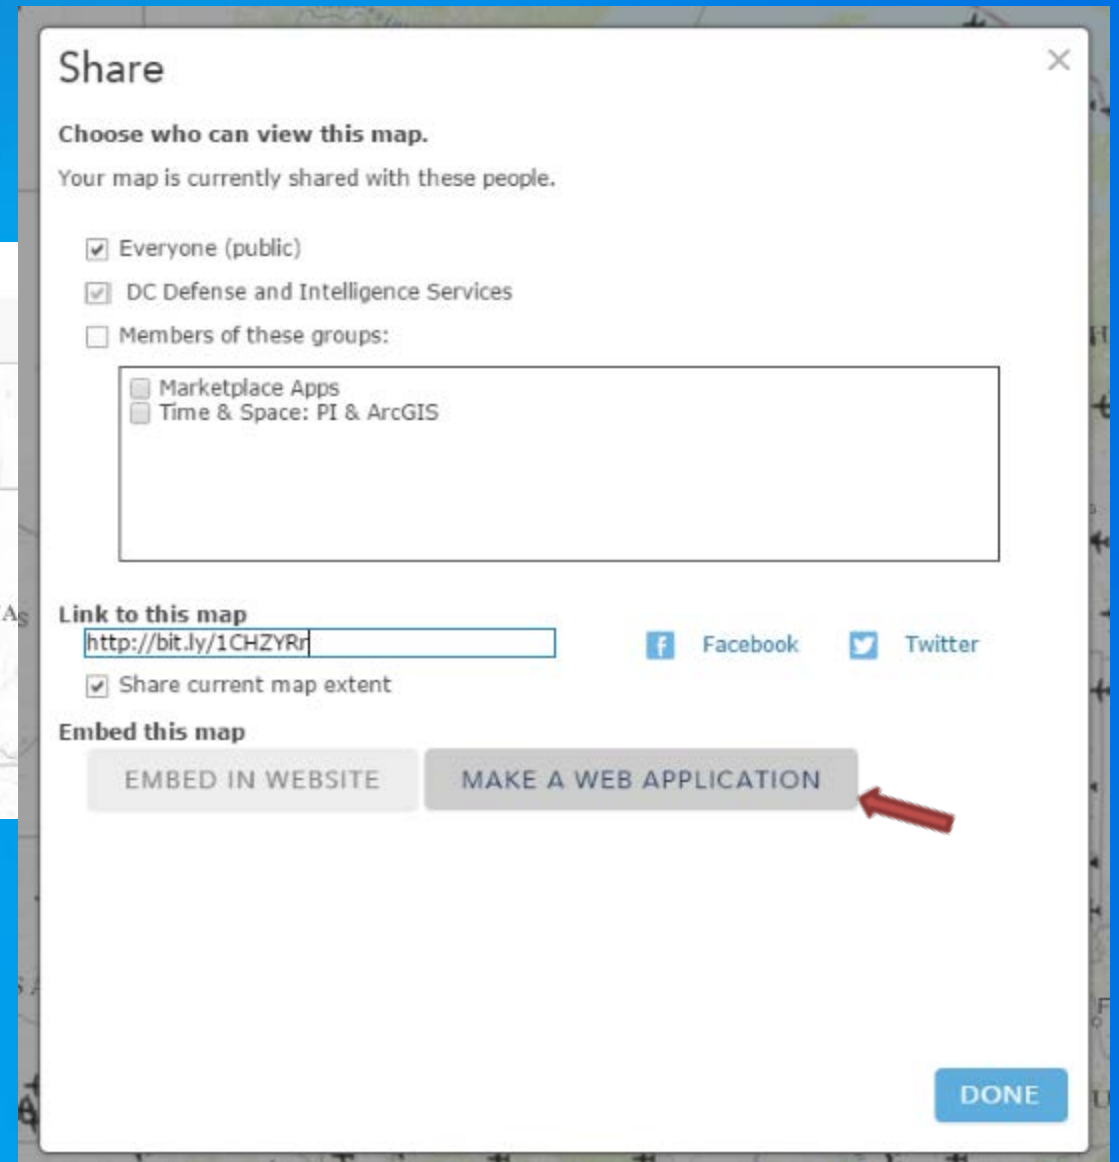 Share
Choose who can view this map.
Your map is currently shared with these people.
Everyone (public)
DC Defense and Intelligence Services
Members of these groups:
Marketplace Apps
Time & Space: PI & ArcGIS
Link to this map
http://bit.ly/1CHZYRr
Facebook
Twitter
Share current map extent
Embed this map
EMBED IN WEBSITE
MAKE A WEB APPLICATION
DONE